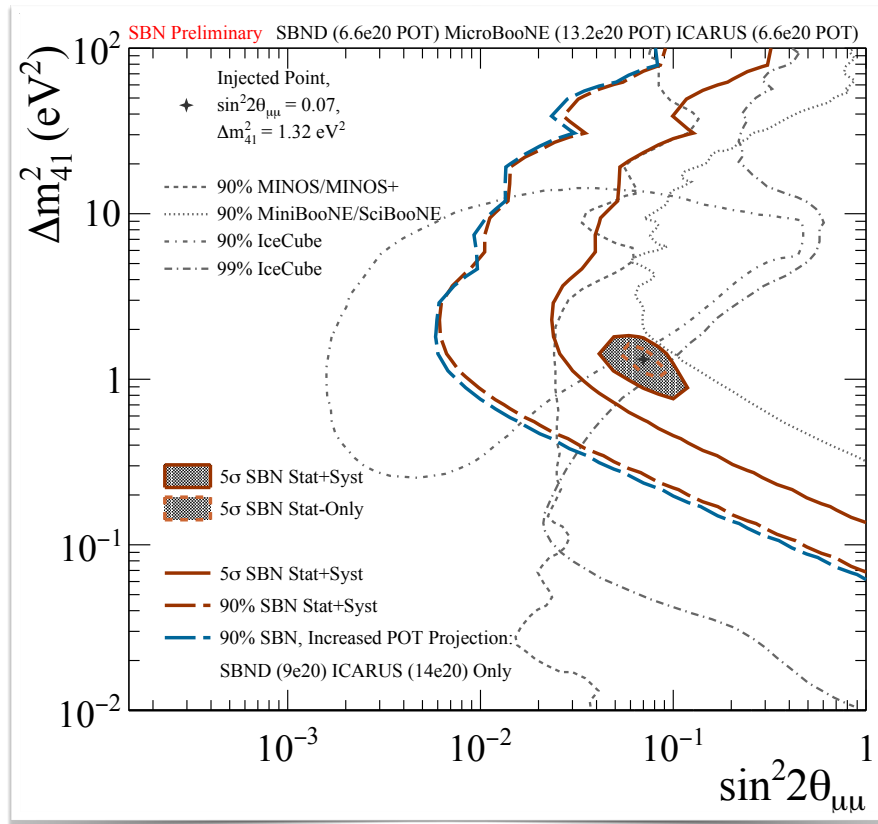 SBN Preliminary SBND (6.6e20 POT) MicroBooNE (13.2e20 POT) ICARUS (6.6e20 POT)
Δm²₄₁ (eV²)
10²
10
1
10⁻¹
10⁻²
Injected Point,
sin²2θμμ = 0.07,
Δm²₄₁ = 1.32 eV²
90% MINOS/MINOS+
90% MiniBooNE/SciBooNE
90% IceCube
99% IceCube
5σ SBN Stat+Syst
5σ SBN Stat-Only
5σ SBN Stat+Syst
90% SBN Stat+Syst
90% SBN, Increased POT Projection:
SBND (9e20) ICARUS (14e20) Only
10⁻³ 10⁻² 10⁻¹ 1
sin²2θμμ